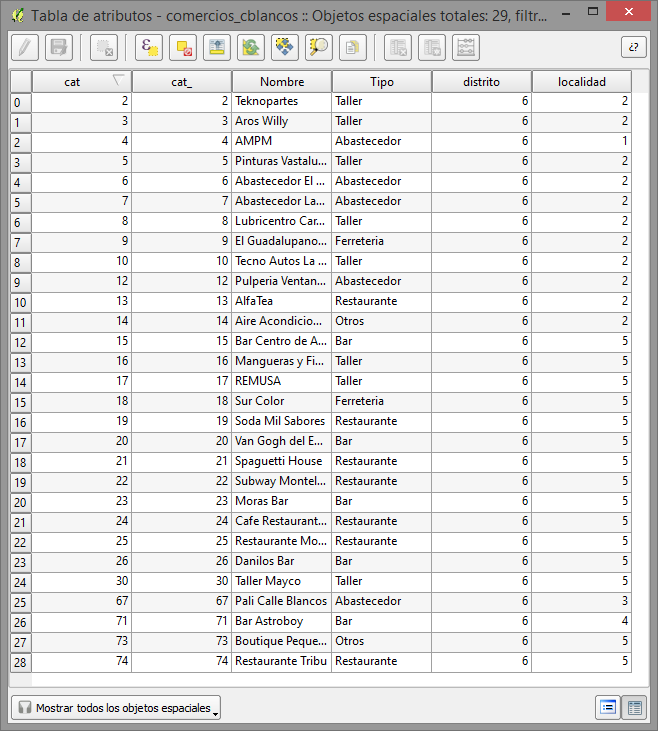 Tabla de atributos - comercios_cblancos :: Objetos espaciales totales: 29, filtr...
¿?
cat cat_ Nombre Tipo distrito localidad
0 2 2 Teknopartes Taller 6 2
1 3 3 Aros Willy Taller 6 2
2 4 4 AMPM Abastecedor 6 1
3 5 5 Pinturas Vastalu... Taller 6 2
4 6 6 Abastecedor El ... Abastecedor 6 2
5 7 7 Abastecedor La... Abastecedor 6 2
6 8 8 Lubricentro Car... Taller 6 2
7 9 9 El Guadalupano... Ferreteria 6 2
8 10 10 Tecno Autos La ... Taller 6 2
9 12 12 Pulperia Ventan... Abastecedor 6 2
10 13 13 AlfaTea Restaurante 6 2
11 14 14 Aire Acondicio... Otros 6 2
12 15 15 Bar Centro de A... Bar 6 5
13 16 16 Mangueras y Fi... Taller 6 5
14 17 17 REMUSA Taller 6 5
15 18 18 Sur Color Ferreteria 6 5
16 19 19 Soda Mil Sabores Restaurante 6 5
17 20 20 Van Gogh del E... Bar 6 5
18 21 21 Spaguetti House Restaurante 6 5
19 22 22 Subway Montel... Restaurante 6 5
20 23 23 Moras Bar Bar 6 5
21 24 24 Cafe Restaurant... Restaurante 6 5
22 25 25 Restaurante Mo... Restaurante 6 5
23 26 26 Danilos Bar Bar 6 5
24 30 30 Taller Mayco Taller 6 5
25 67 67 Pali Calle Blancos Abastecedor 6 3
26 71 71 Bar Astroboy Bar 6 4
27 73 73 Boutique Peque... Otros 6 5
28 74 74 Restaurante Tribu Restaurante 6 5
Mostrar todos los objetos espaciales